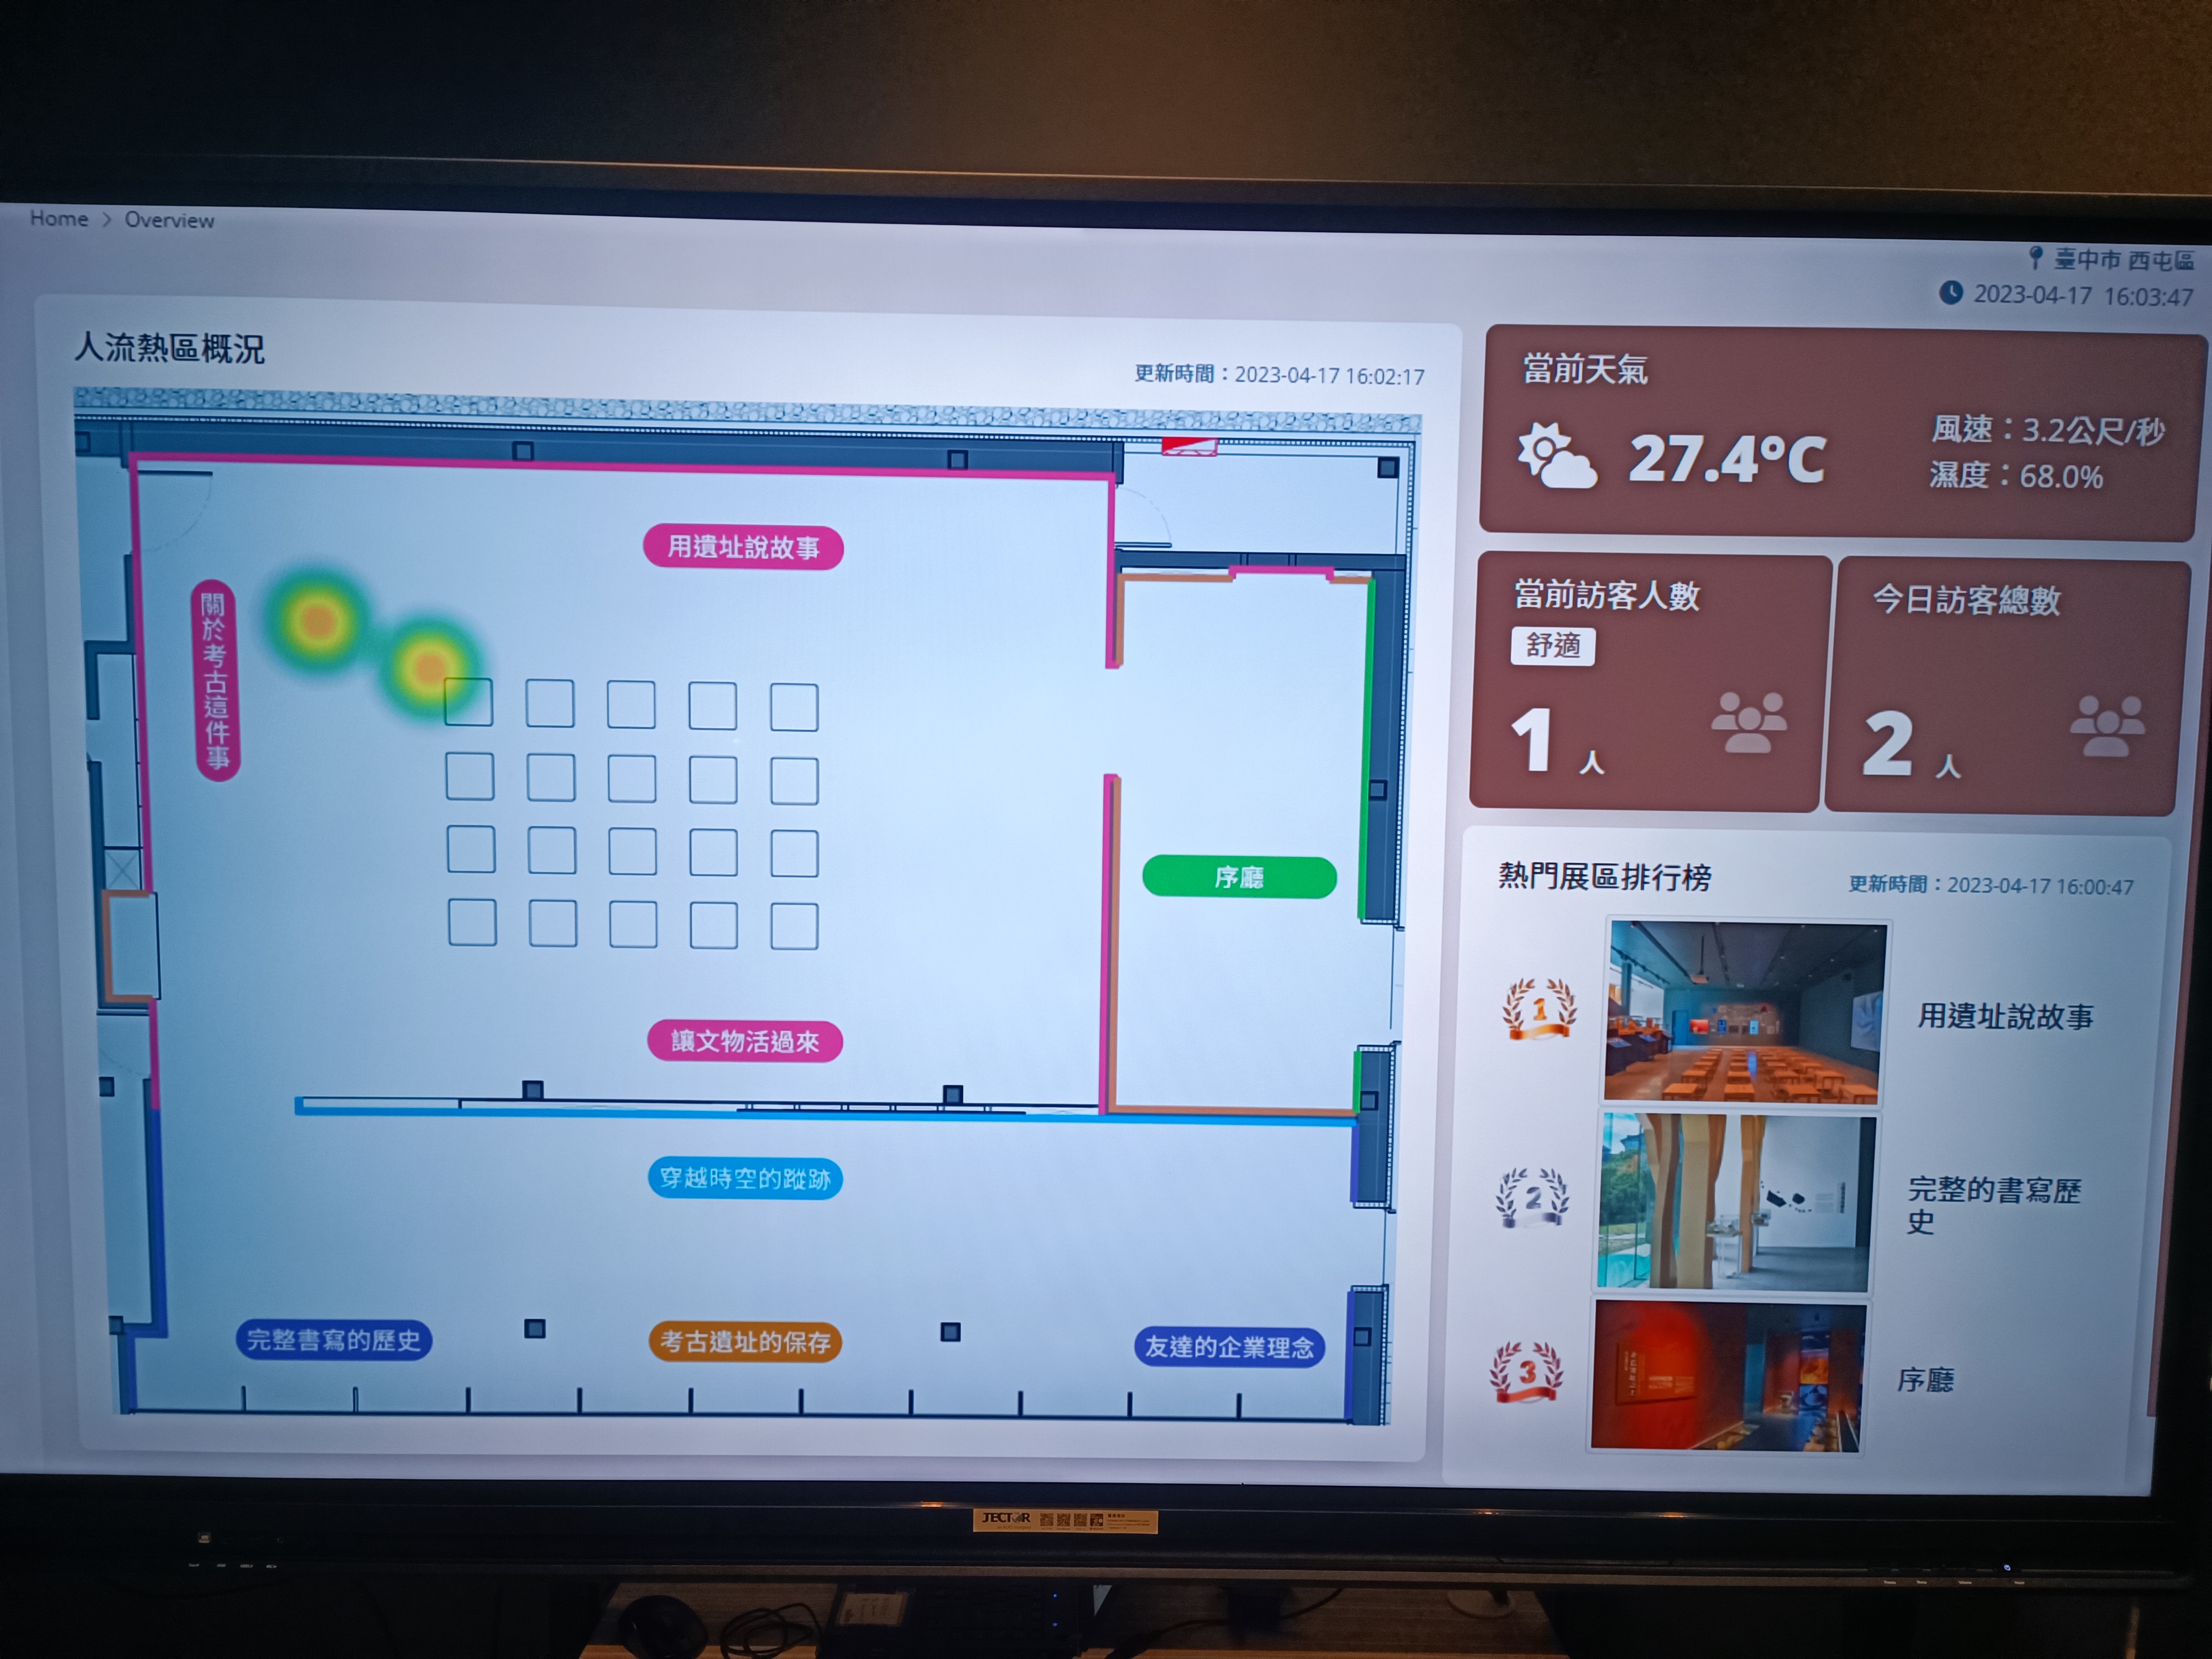 Home > Overview
臺中市 西屯區
2023-04-17 16:03:47
人流熱區概況
更新時間：2023-04-17 16:02:17
用遺址說故事
關於考古這件事
序廳
讓文物活過來
穿越時空的蹤跡
完整書寫的歷史
考古遺址的保存
友達的企業理念
當前天氣
27.4°C
風速：3.2公尺/秒
濕度：68.0%
當前訪客人數
舒適
1 人
今日訪客總數
2 人
熱門展區排行榜
更新時間：2023-04-17 16:00:47
1
用遺址說故事
2
完整的書寫歷
史
3
序廳
JECTOR